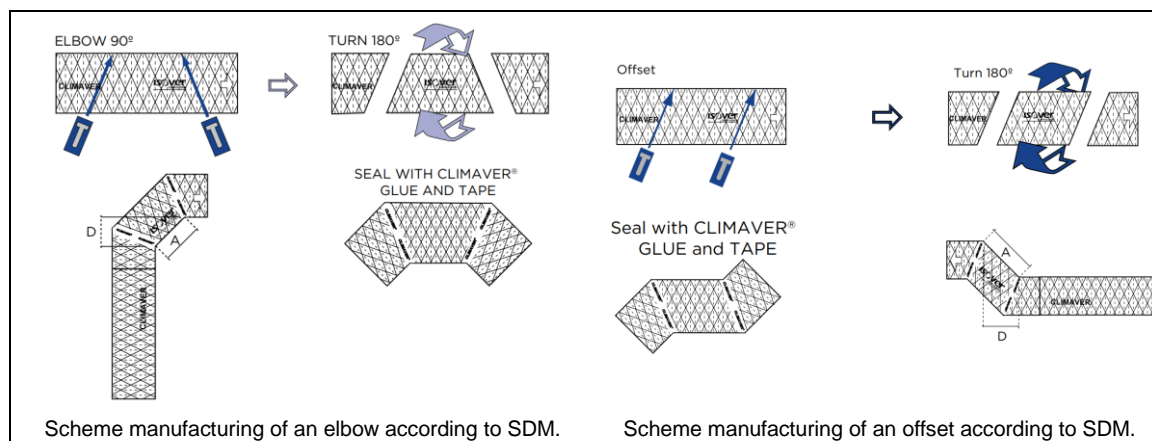 ELBOW 90º
CLIMAVER
isover
TURN 180º
CLIMAVER
isover
SEAL WITH CLIMAVER®
GLUE AND TAPE
D
A
isover
CLIMAVER
Scheme manufacturing of an elbow according to SDM.
Offset
CLIMAVER
isover
Turn 180º
CLIMAVER
isover
Seal with CLIMAVER®
GLUE and TAPE
A
isover
CLIMAVER
D
Scheme manufacturing of an offset according to SDM.